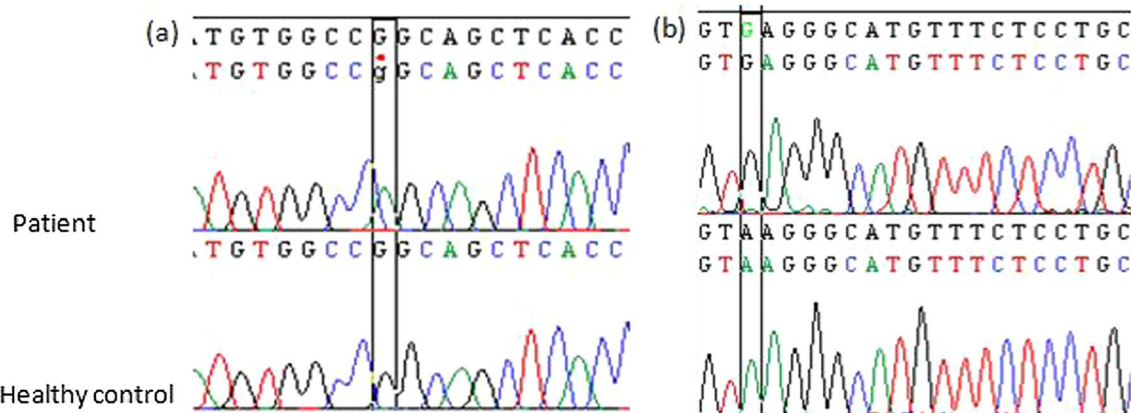 (a)
TGTGGCCGGCAGCTCACC
TGTGGCCgGCAGCTCACC
Patient
TGTGGCCGGCAGCTCACC
Healthy control
(b)
GTGAGGGCATGTTTCTCCTGC
GTGAGGGCATGTTTCTCCTGC
GTAAGGGCATGTTTCTCCTGC
GTAAGGGCATGTTTCTCCTGC